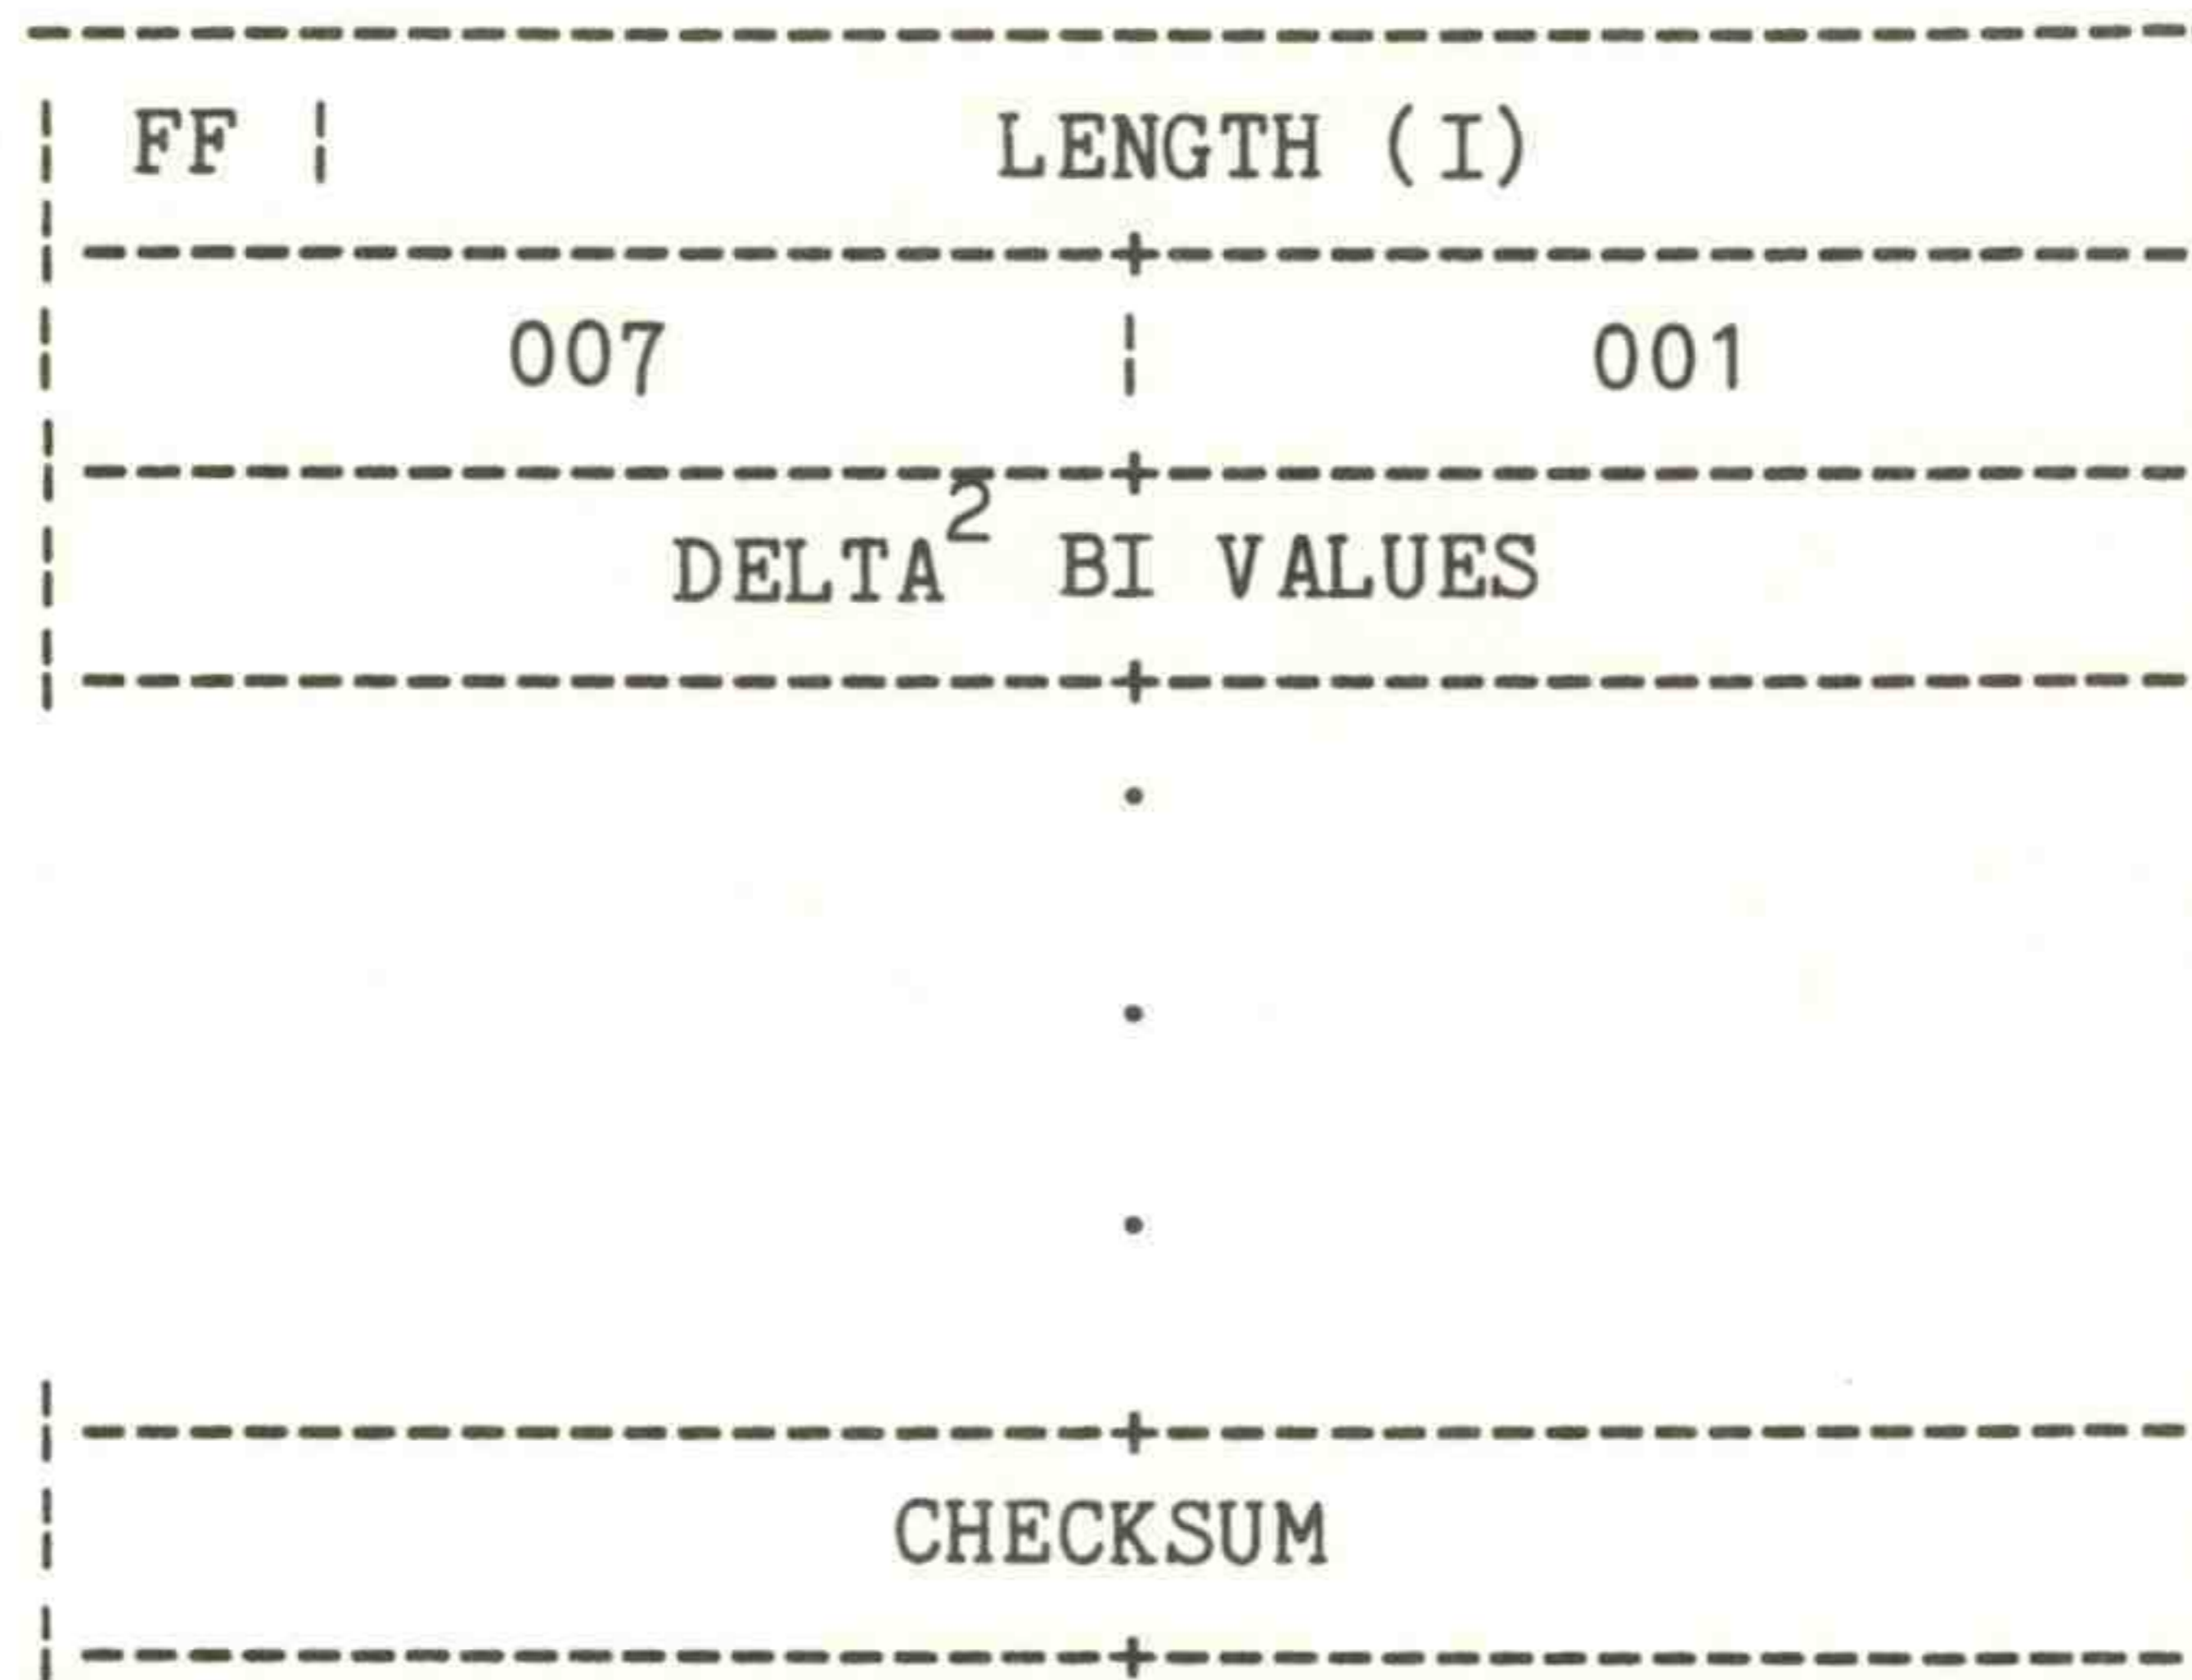 FF | LENGTH (I)
007 | 001
DELTA² BI VALUES
.
.
.
CHECKSUM